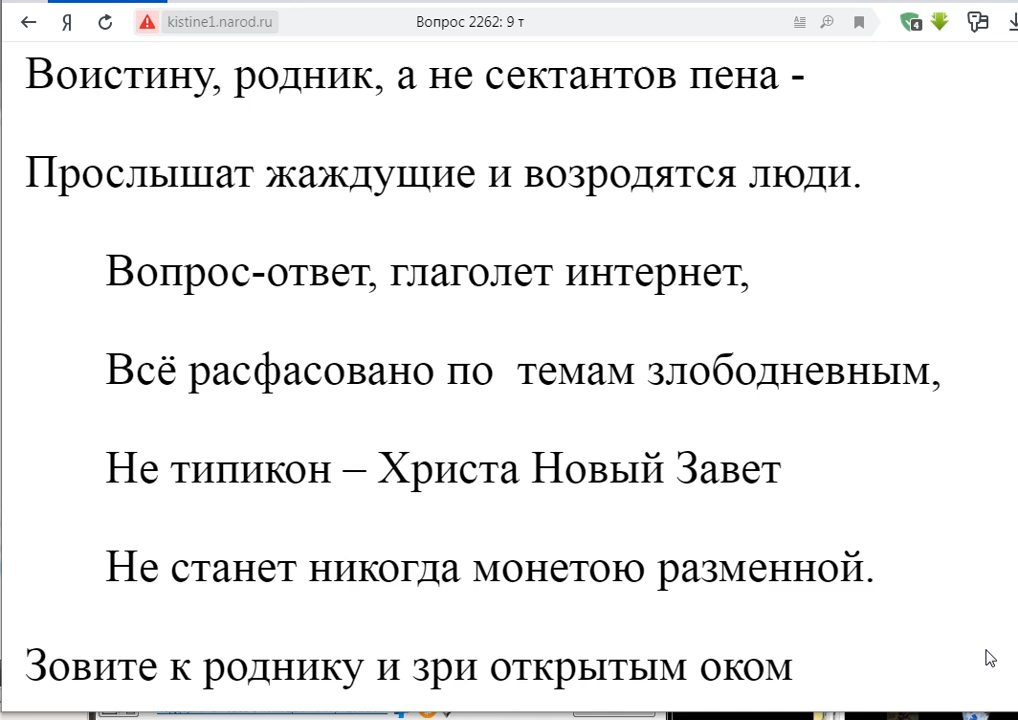 Я kistine1.narod.ru Вопрос 2262: 9 т 4
Воистину, родник, а не сектантов пена -
Прослышат жаждущие и возродятся люди.
Вопрос-ответ, глаголет интернет,
Всё расфасовано по  темам злободневным,
Не типикон – Христа Новый Завет
Не станет никогда монетою разменной.
Зовите к роднику и зри открытым оком